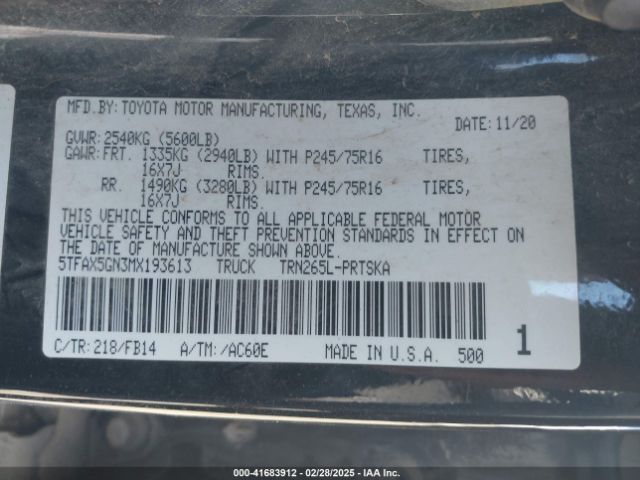 MFD.BY:TOYOTA MOTOR MANUFACTURING, TEXAS, INC.
DATE:11/20
GVWR:2540KG (5600LB)
GAWR:FRT. 1335KG (2940LB) WITH P245/75R16 TIRES,
16X7J RIMS.
RR. 1490KG (3280LB) WITH P245/75R16 TIRES,
16X7J RIMS.
THIS VEHICLE CONFORMS TO ALL APPLICABLE FEDERAL MOTOR
VEHICLE SAFETY AND THEFT PREVENTION STANDARDS IN EFFECT ON
THE DATE OF MANUFACTURE SHOWN ABOVE.
5TFAX5GN3MX193613 TRUCK TRN265L-PRTSKA
C/TR:218/FB14 A/TM:/AC60E MADE IN U.S.A. 500 1
000-41683912 - 02/28/2025 - IAA Inc.